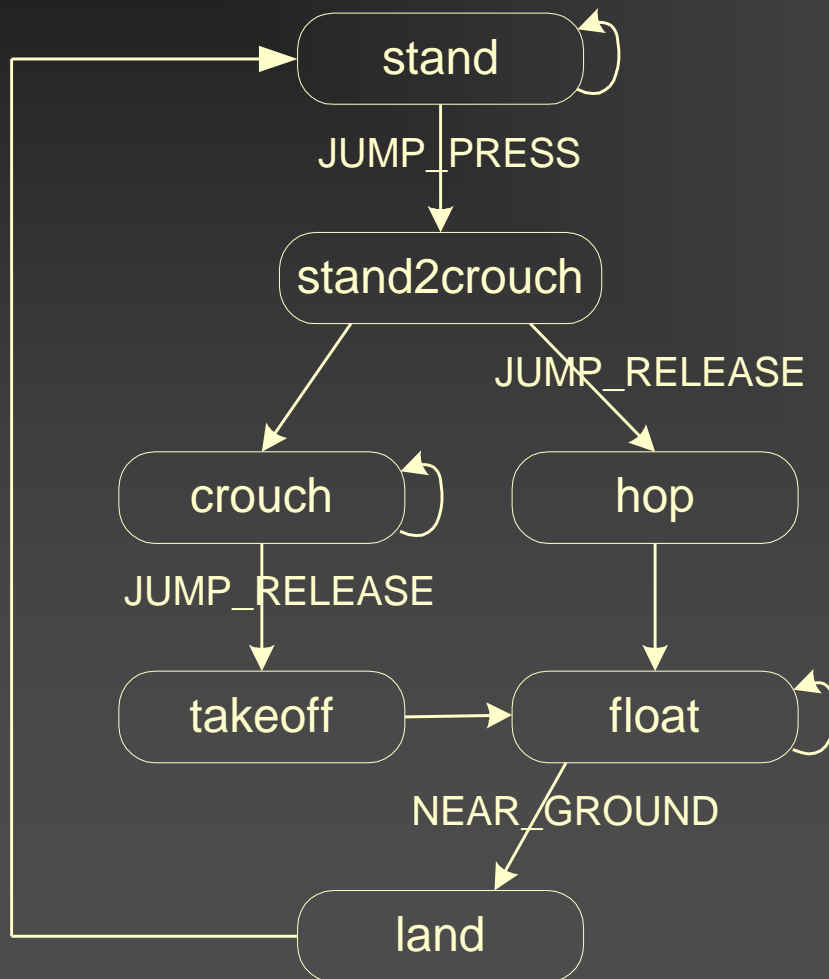 stand
JUMP_PRESS
stand2crouch
JUMP_RELEASE
crouch
hop
JUMP_RELEASE
takeoff
float
NEAR_GROUND
land